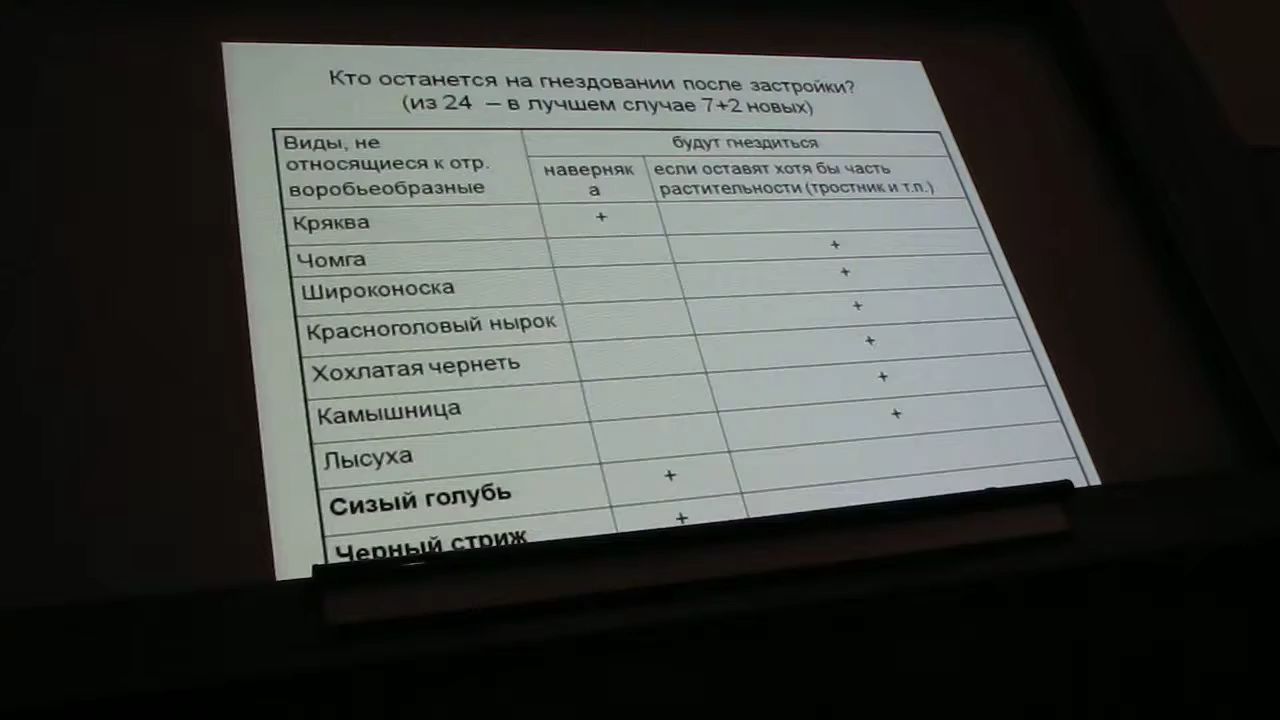 Кто останется на гнездовании после застройки?
(из 24 – в лучшем случае 7+2 новых)
Виды, не
относящиеся к отр.
воробьеобразные
будут гнездиться
наверняк
а
если оставят хотя бы часть
растительности (тростник и т.п.)
Кряква +
Чомга +
Широконоска +
Красноголовый нырок +
Хохлатая чернеть +
Камышница +
Лысуха +
Сизый голубь +
Черный стриж +